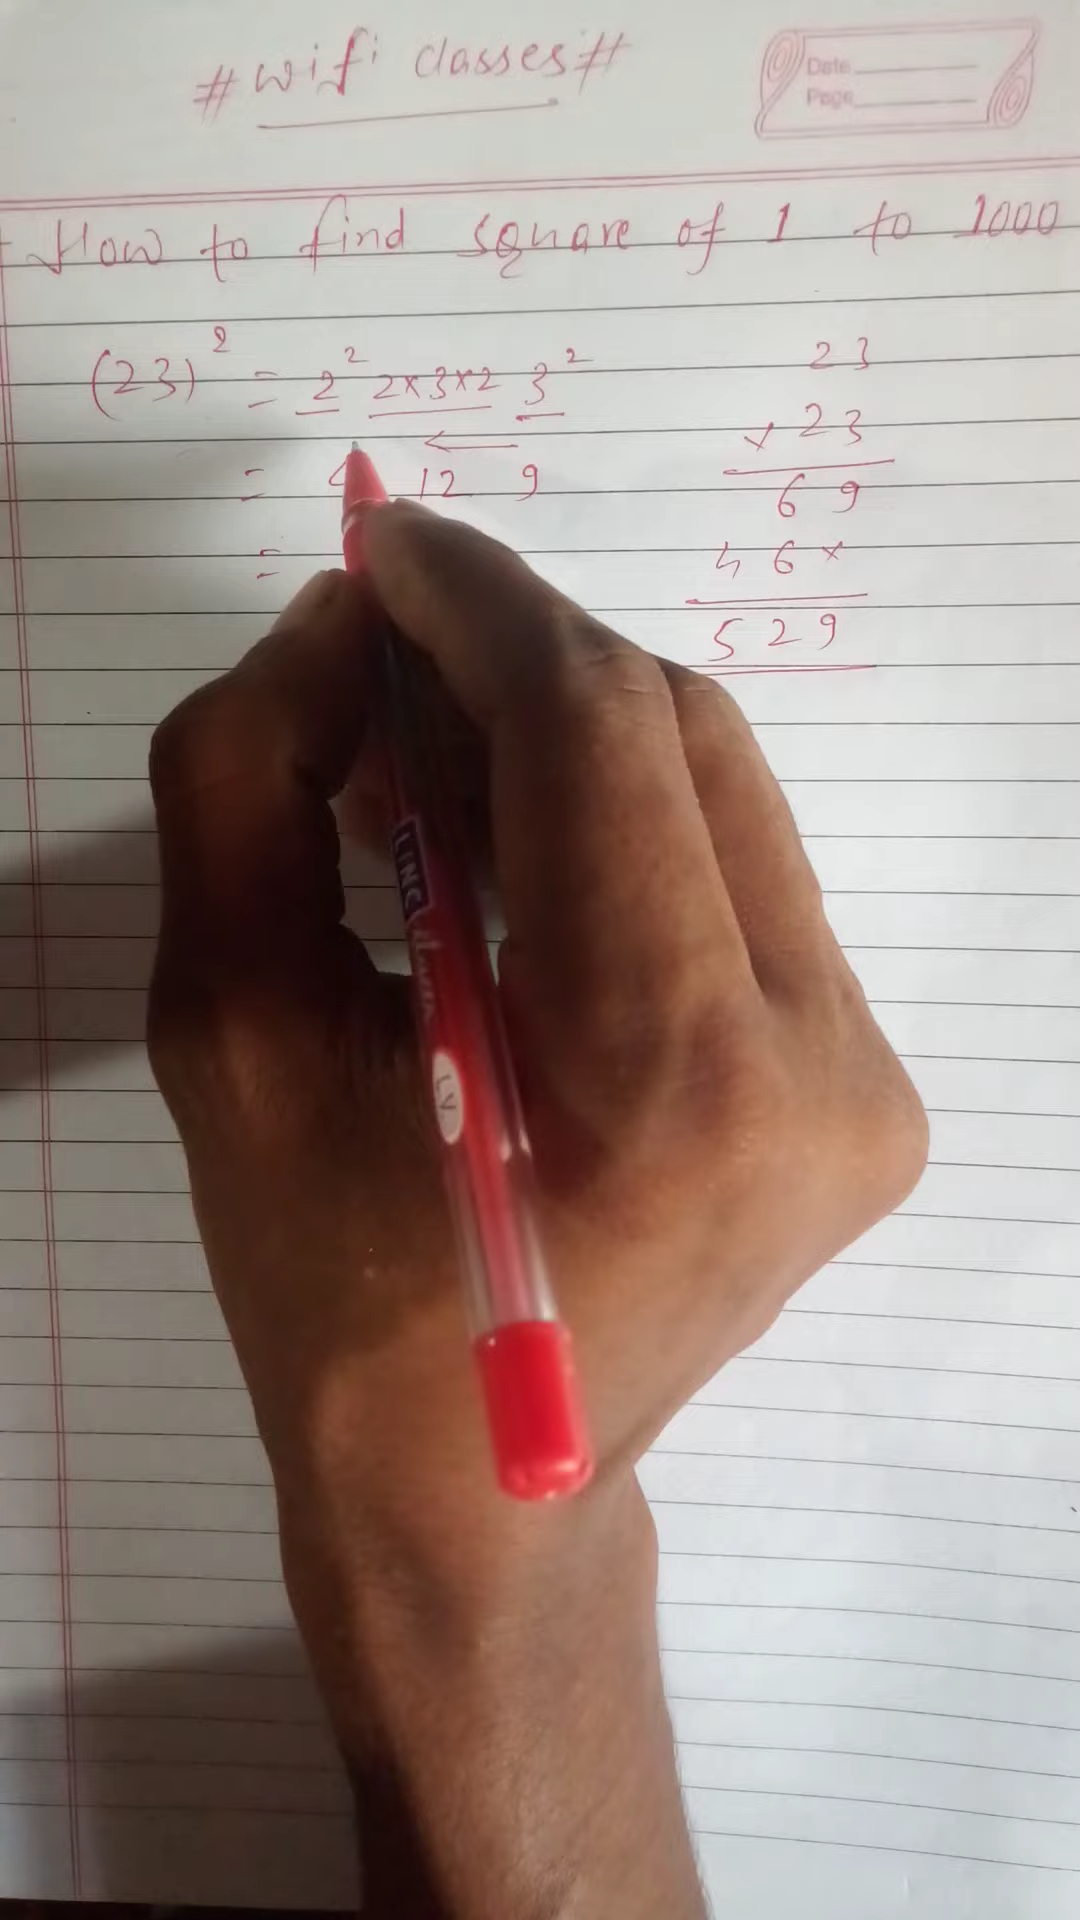 # wifi classes #
Date
Page
How to find square of 1 to 1000
(23)² = 2² 2×3×2 3²
= 4 12 9
=
23
× 23
69
46×
529
LINC
I.V.